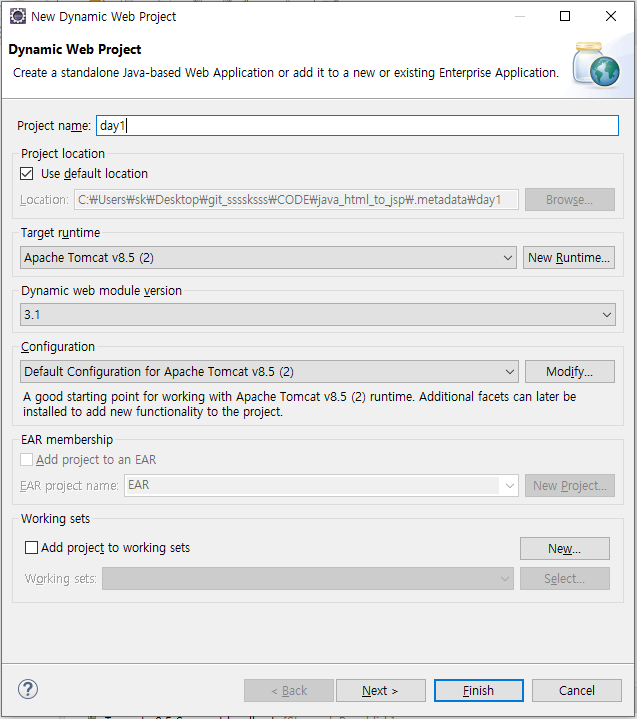 New Dynamic Web Project
Dynamic Web Project
Create a standalone Java-based Web Application or add it to a new or existing Enterprise Application.
Project name: day1
Project location
Use default location
Location: C:₩Users₩sk₩Desktop₩git_sssskssss₩CODE₩java_html_to_jsp₩.metadata₩day1 Browse...
Target runtime
Apache Tomcat v8.5 (2) New Runtime...
Dynamic web module version
3.1
Configuration
Default Configuration for Apache Tomcat v8.5 (2) Modify...
A good starting point for working with Apache Tomcat v8.5 (2) runtime. Additional facets can later be
installed to add new functionality to the project.
EAR membership
Add project to an EAR
EAR project name: EAR New Project...
Working sets
Add project to working sets New...
Working sets: Select...
? < Back Next > Finish Cancel